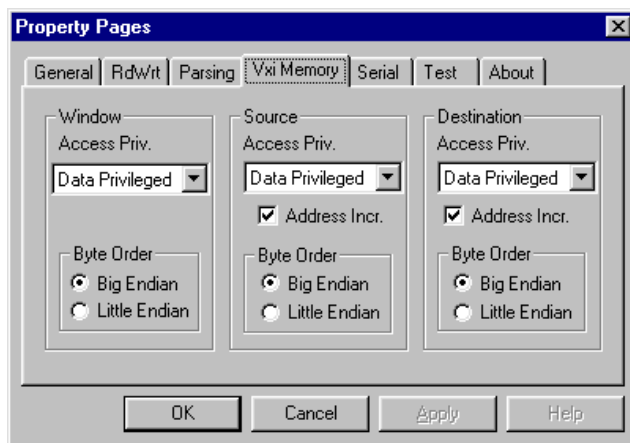 Property Pages
General RdWrt Parsing Vxi Memory Serial Test About
Window
Access Priv.
Data Privileged
Byte Order
Big Endian
Little Endian
Source
Access Priv.
Data Privileged
Address Incr.
Byte Order
Big Endian
Little Endian
Destination
Access Priv.
Data Privileged
Address Incr.
Byte Order
Big Endian
Little Endian
OK Cancel Apply Help